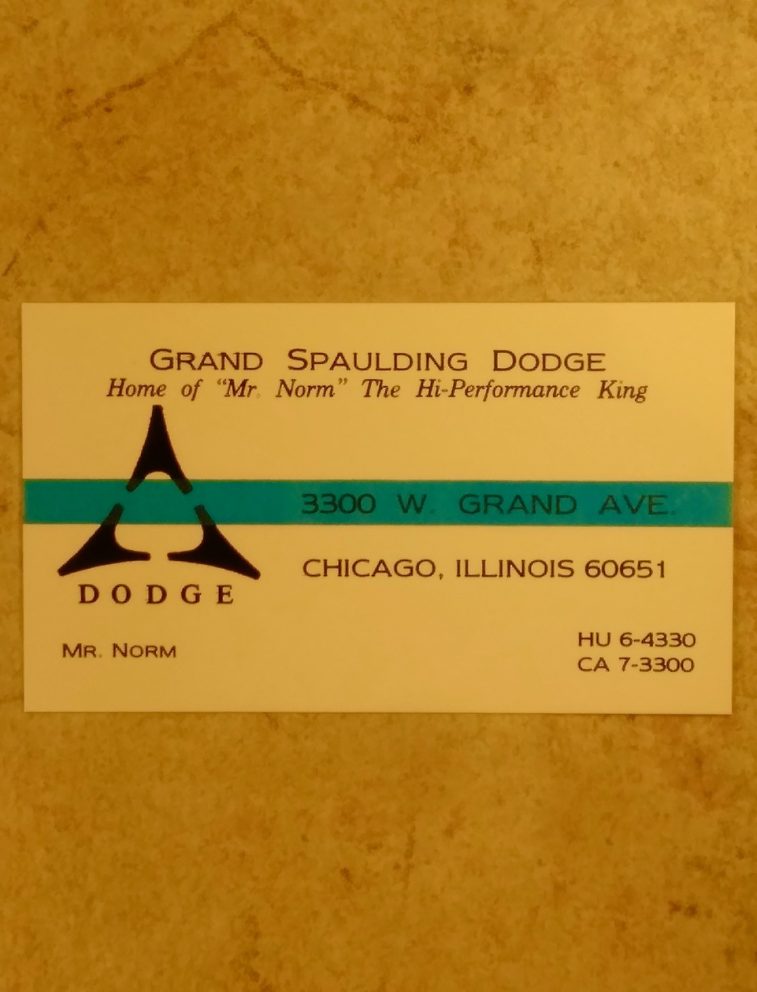 GRAND SPAULDING DODGE
Home of "Mr. Norm" The Hi-Performance King
3300 W. GRAND AVE.
CHICAGO, ILLINOIS 60651
DODGE
MR. NORM
HU 6-4330
CA 7-3300